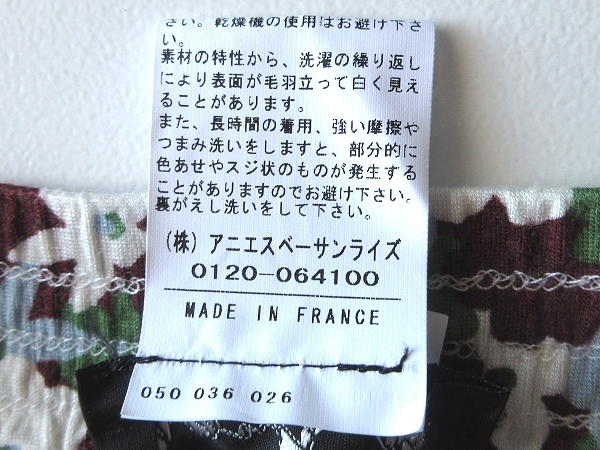 さい。乾燥機の使用はお避け下さ
い。
素材の特性から、洗濯の繰り返し
により表面が毛羽立って白く見え
ることがあります。
また、長時間の着用、強い摩擦や
つまみ洗いをしますと、部分的に
色あせやスジ状のものが発生する
ことがありますのでお避け下さい。
裏がえし洗いをして下さい。
(株) アニエスベーサンライズ
0120-064100
MADE IN FRANCE
050 036 026